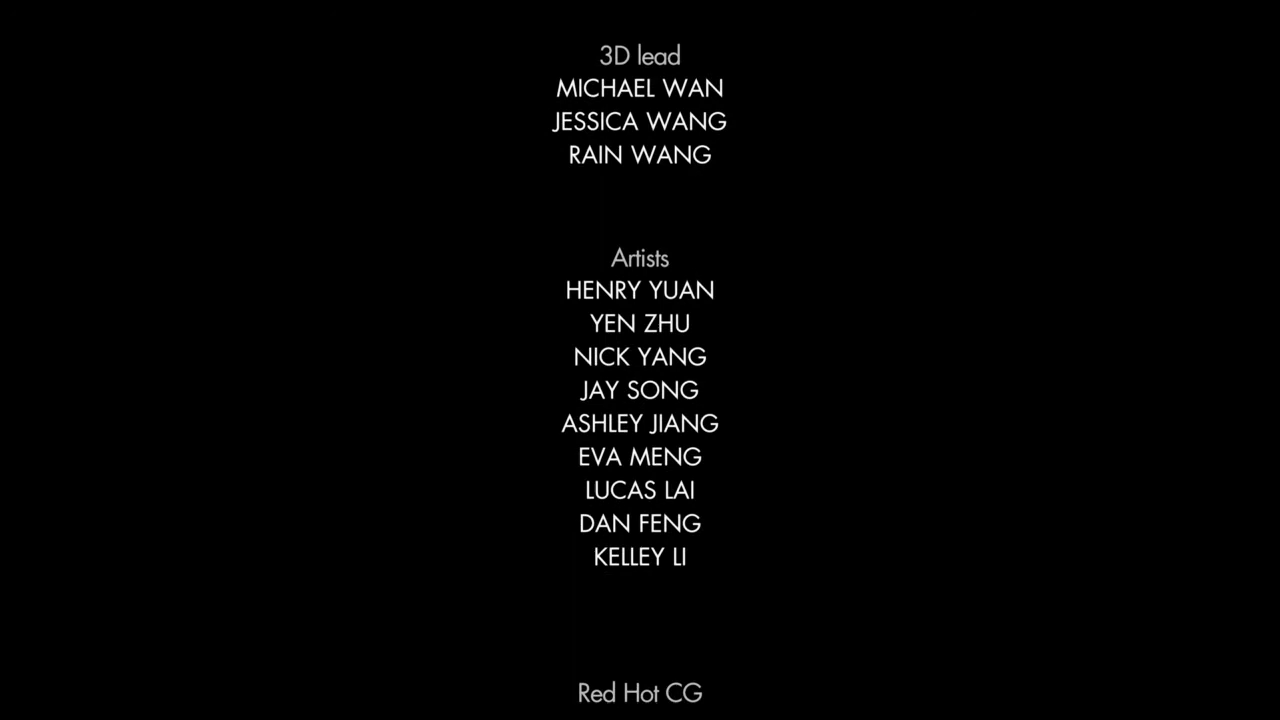 3D lead
MICHAEL WAN
JESSICA WANG
RAIN WANG
Artists
HENRY YUAN
YEN ZHU
NICK YANG
JAY SONG
ASHLEY JIANG
EVA MENG
LUCAS LAI
DAN FENG
KELLEY LI
Red Hot CG